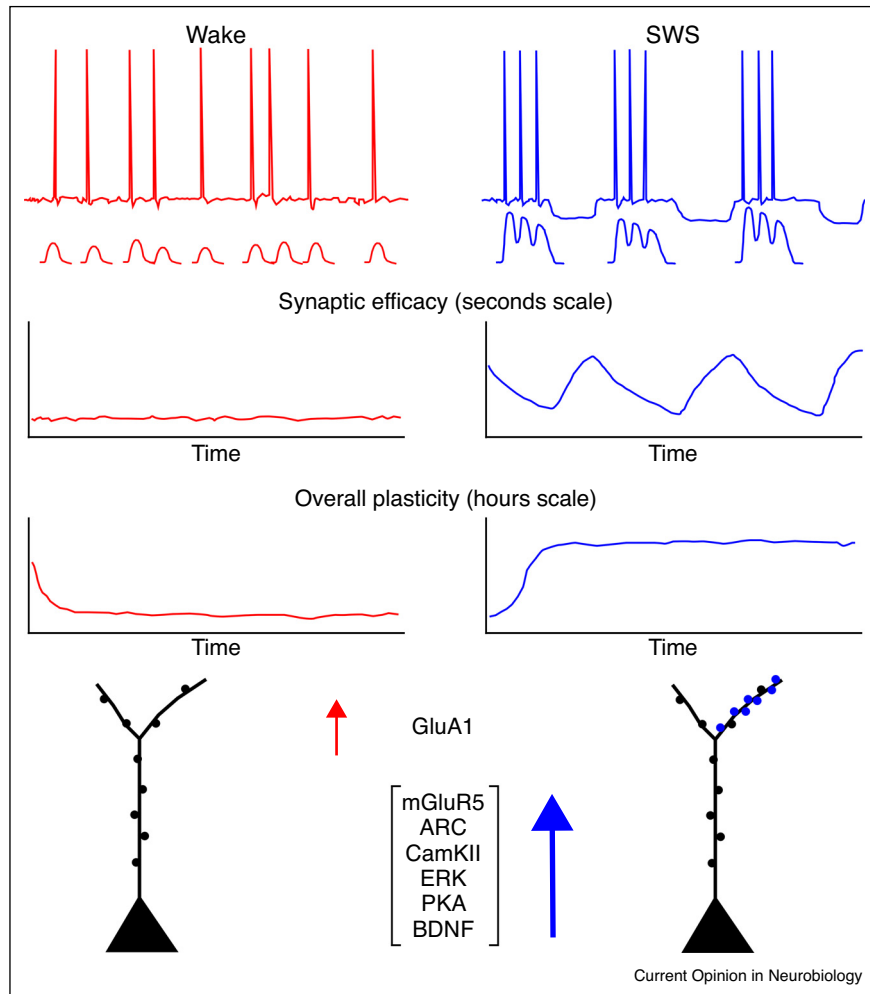 Wake
SWS
Synaptic efficacy (seconds scale)
Time
Time
Overall plasticity (hours scale)
Time
Time
GluA1
mGluR5
ARC
CamKII
ERK
PKA
BDNF
Current Opinion in Neurobiology